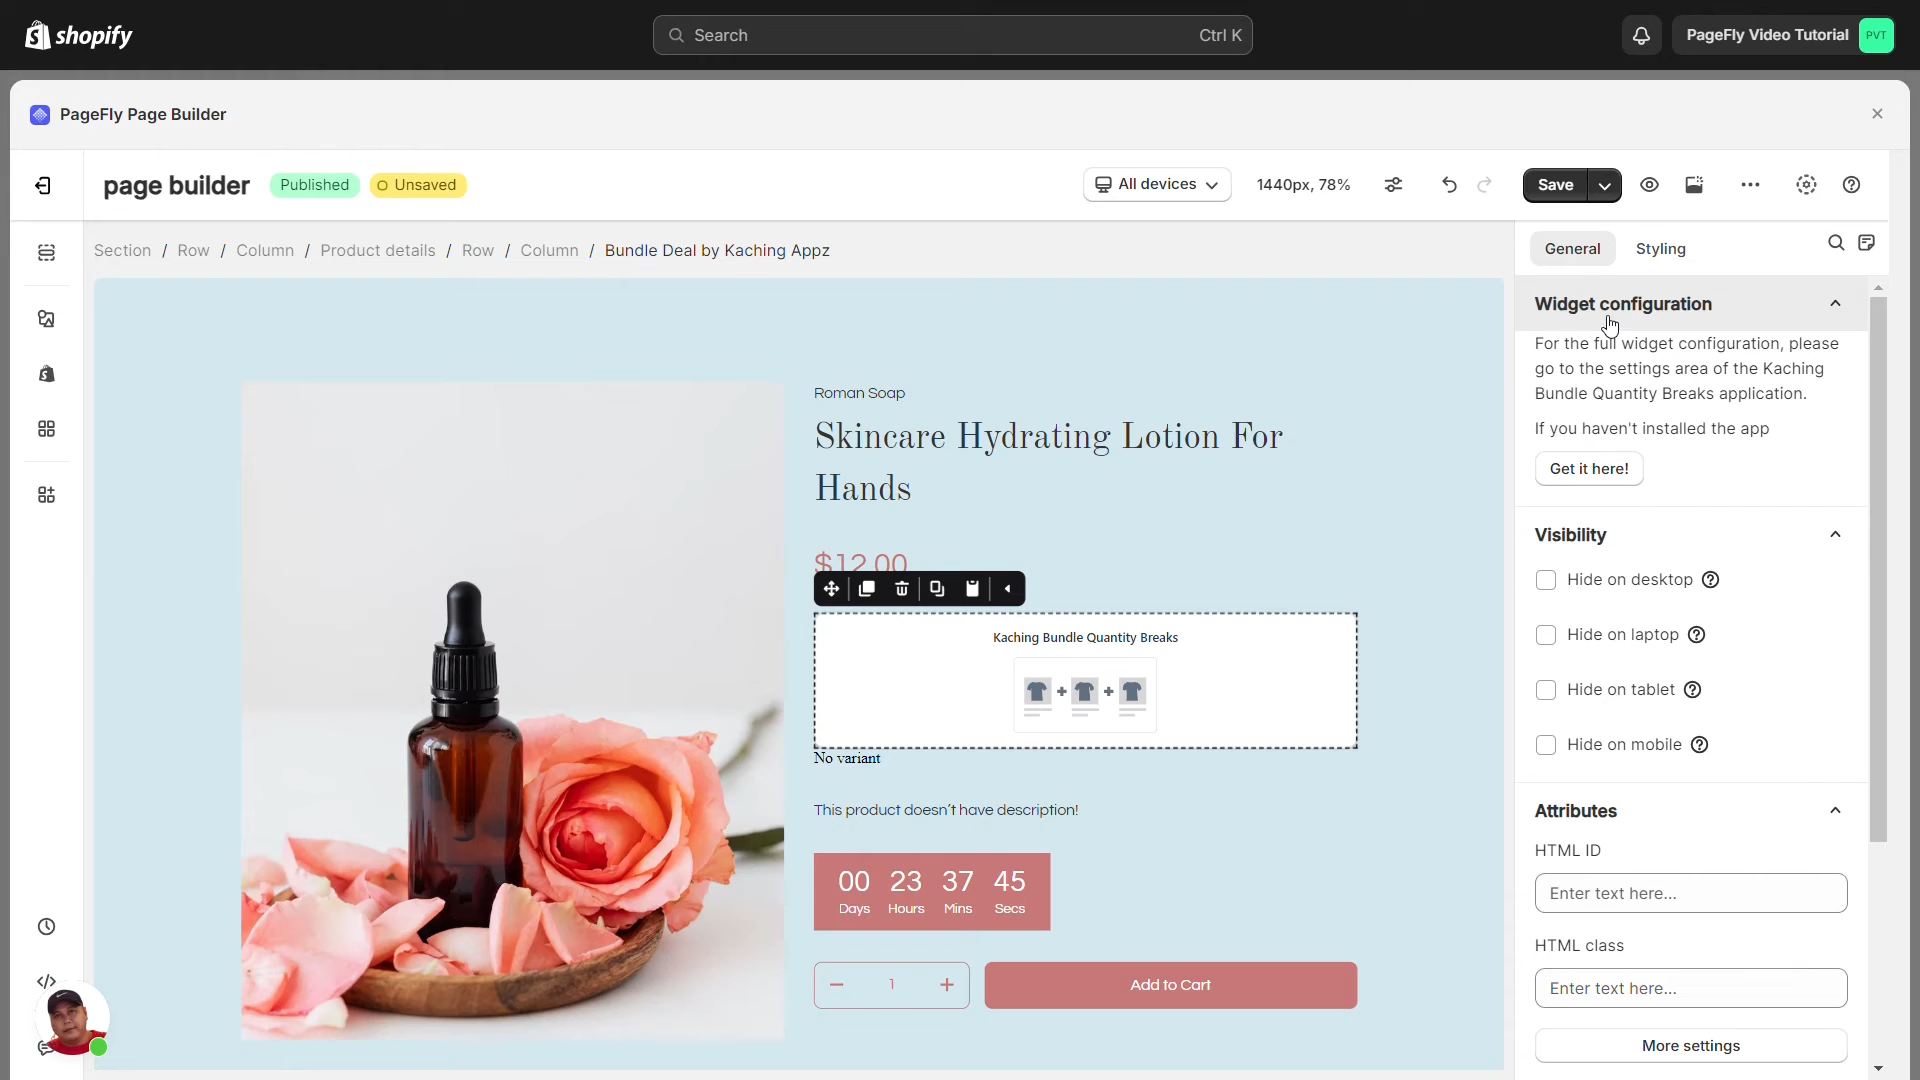 shopify
Search
Ctrl K
PageFly Video Tutorial
PVT
PageFly Page Builder
page builder
Published
Unsaved
All devices
1440px, 78%
Save
Section / Row / Column / Product details / Row / Column / Bundle Deal by Kaching Appz
General
Styling
Widget configuration
For the full widget configuration, please
go to the settings area of the Kaching
Bundle Quantity Breaks application.
If you haven't installed the app
Get it here!
Visibility
Hide on desktop
Hide on laptop
Hide on tablet
Hide on mobile
Attributes
HTML ID
Enter text here...
HTML class
Enter text here...
More settings
Roman Soap
Skincare Hydrating Lotion For
Hands
$12.00
Kaching Bundle Quantity Breaks
No variant
This product doesn't have description!
00 23 37 45
Days Hours Mins Secs
1
Add to Cart